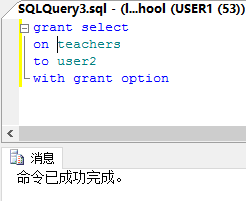 SQLQuery3.sql - (l...hool (USER1 (53))
grant select
on teachers
to user2
with grant option
消息
命令已成功完成。